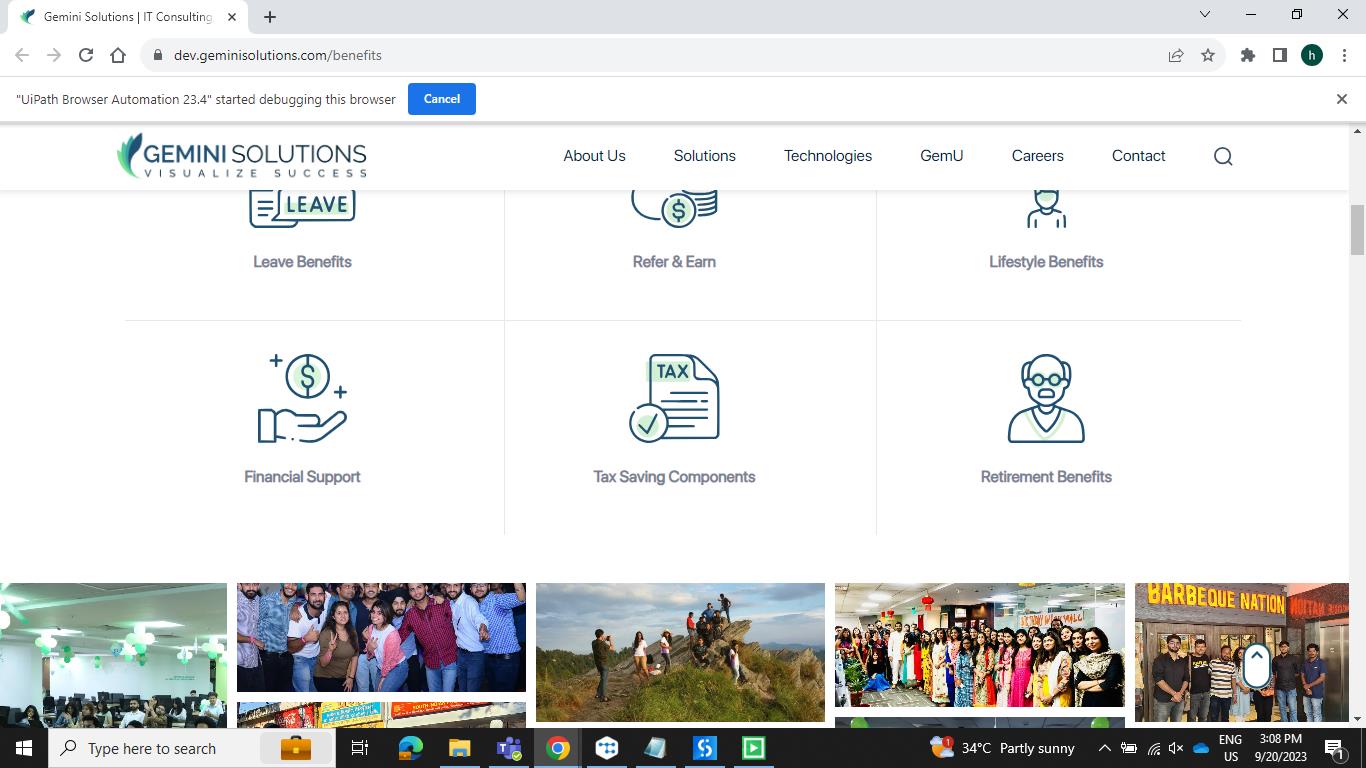 Gemini Solutions | IT Consulting
dev.geminisolutions.com/benefits
h
"UiPath Browser Automation 23.4" started debugging this browser
Cancel
GEMINI SOLUTIONS
VISUALIZE SUCCESS
About Us
Solutions
Technologies
GemU
Careers
Contact
LEAVE
$
Leave Benefits
Refer & Earn
Lifestyle Benefits
$
TAX
Financial Support
Tax Saving Components
Retirement Benefits
BARBEQUE NATION
Type here to search
1
34°C Partly sunny
ENG
US
3:08 PM
9/20/2023
1